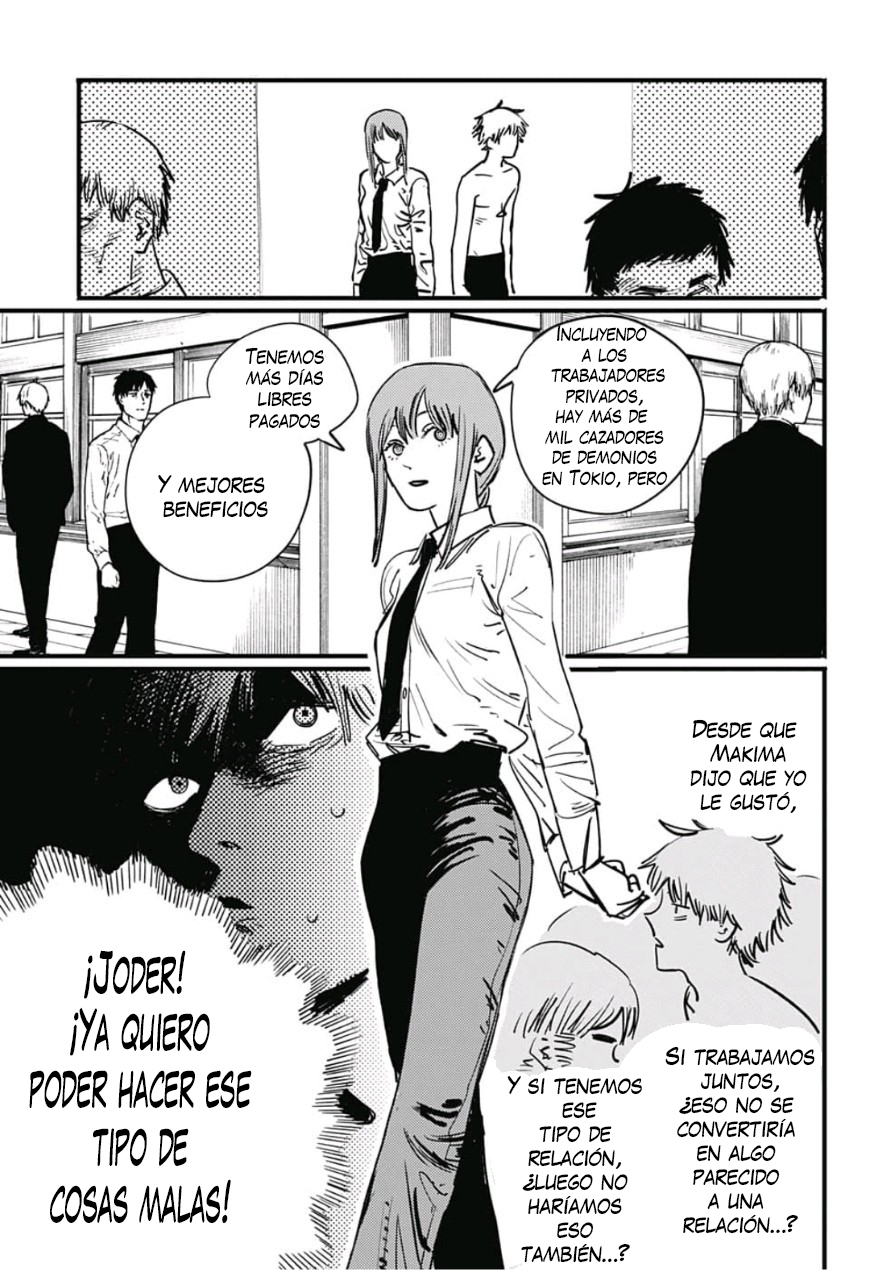 INCLUYENDO
A LOS
TRABAJADORES
PRIVADOS,
HAY MÁS DE
MIL CAZADORES
DE DEMONIOS
EN TOKIO, PERO
TENEMOS
MÁS DÍAS
LIBRES
PAGADOS
Y MEJORES
BENEFICIOS
DESDE QUE
MAKIMA
DIJO QUE YO
LE GUSTÓ,
SI TRABAJAMOS
JUNTOS,
¿ESO NO SE
CONVERTIRÍA
EN ALGO
PARECIDO
A UNA
RELACIÓN...?
Y SI TENEMOS
ESE
TIPO DE
RELACIÓN,
¿LUEGO NO
HARÍAMOS
ESO
TAMBIÉN...?
¡JODER!
¡YA QUIERO
PODER HACER ESE
TIPO DE
COSAS MALAS!